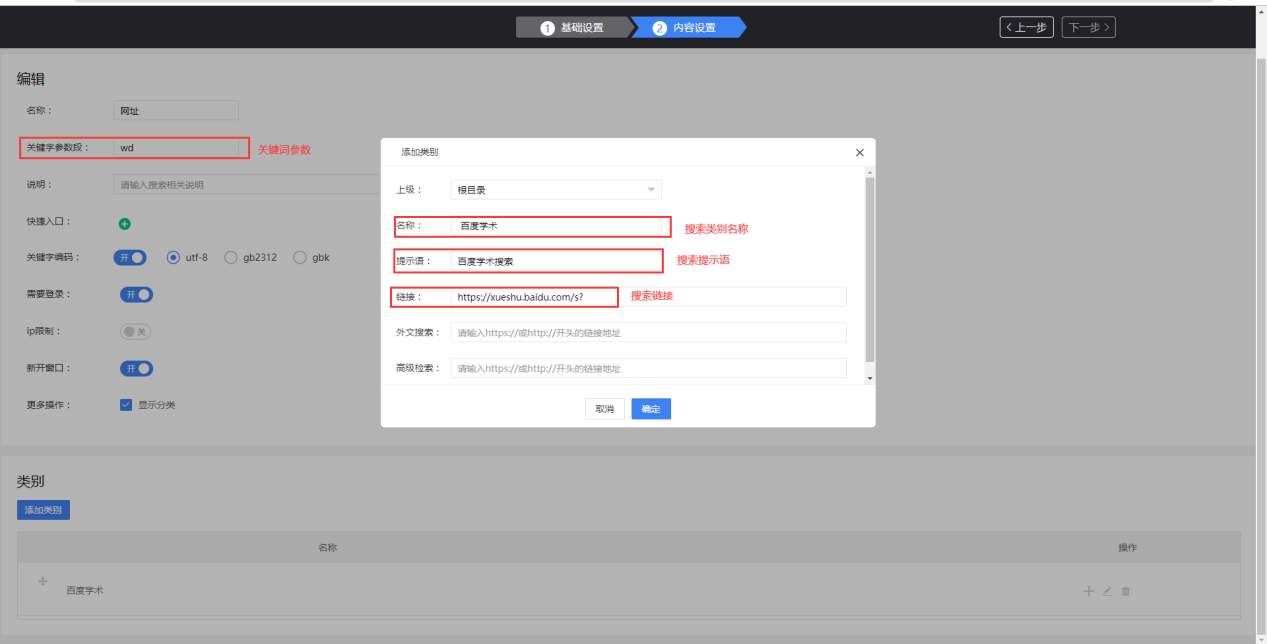 1 基础设置
2 内容设置
上一步
下一步
编辑
名称：
网址
关键字参数段：
wd
关键词参数
说明：
请输入搜索相关说明
快捷入口：
关键字编码：
开
utf-8
gb2312
gbk
需要登录：
开
ip限制：
关
新开窗口：
开
更多操作：
显示分类
添加类别
上级：
根目录
名称：
百度学术
搜索类别名称
提示语：
百度学术搜索
搜索提示语
链接：
https://xueshu.baidu.com/s?
搜索链接
外文搜索：
请输入https://或http://开头的链接地址
高级检索：
请输入https://或http://开头的链接地址
取消
确定
类别
添加类别
名称
操作
百度学术